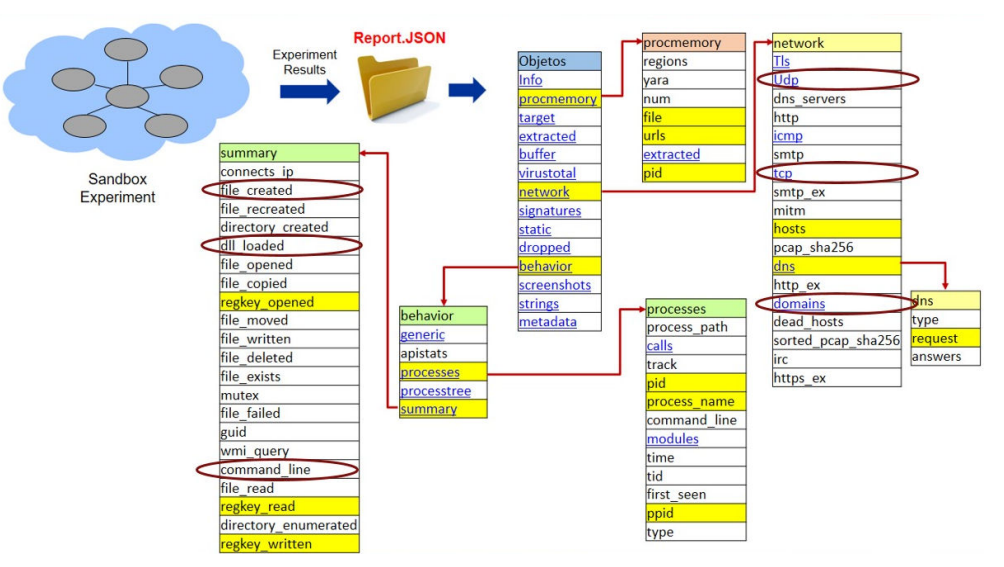 Experiment
Results
Report.JSON
Sandbox
Experiment
Objetos
Info
procmemory
target
extracted
buffer
virustotal
network
signatures
static
dropped
behavior
screenshots
strings
metadata
procmemory
regions
yara
num
file
urls
extracted
pid
network
Tls
Udp
dns_servers
http
icmp
smtp
tcp
smtp_ex
mitm
hosts
pcap_sha256
dns
http_ex
domains
dead_hosts
sorted_pcap_sha256
irc
https_ex
dns
type
request
answers
summary
connects_ip
file_created
file_recreated
directory_created
dll_loaded
file_opened
file_copied
regkey_opened
file_moved
file_written
file_deleted
file_exists
mutex
file_failed
guid
wmi_query
command_line
file_read
regkey_read
directory_enumerated
regkey_written
behavior
generic
apistats
processes
processtree
summary
processes
process_path
calls
track
pid
process_name
command_line
modules
time
tid
first_seen
ppid
type